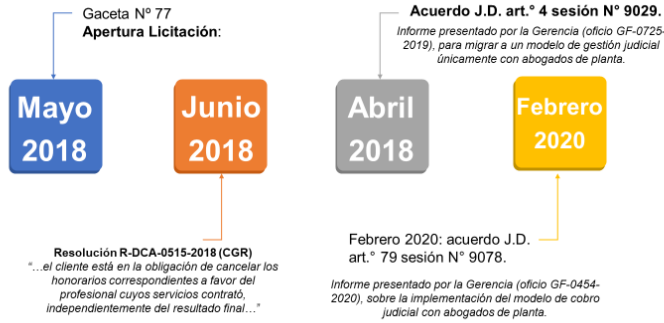 Gaceta Nº 77
Apertura Licitación:
Acuerdo J.D. art.° 4 sesión N° 9029.
Informe presentado por la Gerencia (oficio GF-0725-
2019), para migrar a un modelo de gestión judicial
únicamente con abogados de planta.
Mayo
2018
Junio
2018
Abril
2018
Febrero
2020
Resolución R-DCA-0515-2018 (CGR)
“…el cliente está en la obligación de cancelar los
honorarios correspondientes a favor del
profesional cuyos servicios contrató,
independientemente del resultado final…”
Febrero 2020: acuerdo J.D.
art.° 79 sesión N° 9078.
Informe presentado por la Gerencia (oficio GF-0454-
2020), sobre la implementación del modelo de cobro
judicial con abogados de planta.